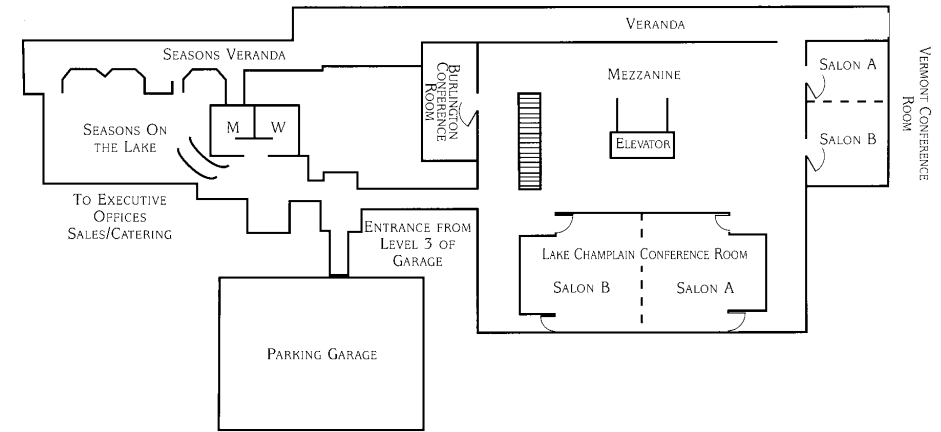 VERANDA
SEASONS VERANDA
BURLINGTON
CONFERENCE
ROOM
MEZZANINE
SALON A
VERMONT CONFERENCE
ROOM
M
W
SEASONS ON
THE LAKE
ELEVATOR
SALON B
TO EXECUTIVE
OFFICES
SALES/CATERING
ENTRANCE FROM
LEVEL 3 OF
GARAGE
LAKE CHAMPLAIN CONFERENCE ROOM
SALON B
SALON A
PARKING GARAGE